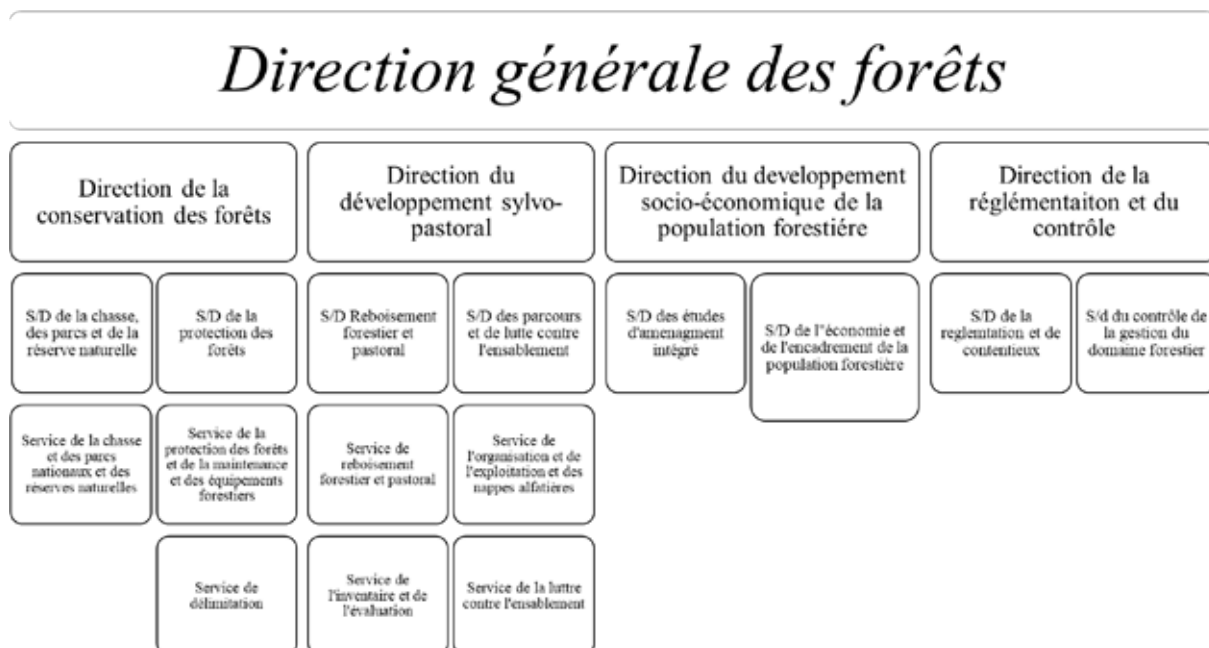 Direction générale des forêts
Direction de la
conservation des forêts
Direction du
développement sylvo-
pastoral
Direction du developpement
socio-économique de la
population forestiére
Direction de la
réglémentaiton et du
contrôle
S/D de la chasse,
des parcs et de la
réserve naturelle
S/D de la
protection des
forêts
S/D Reboisement
forestier et
pastoral
S/D des parcours
et de lutte contre
l'ensablement
S/D des études
d'amenagment
intégré
S/D de l'économie et
de l'encadrement de la
population forestière
S/D de la
reglemtation et de
contentieux
S/d du contrôle de
la gestion du
domaine forestier
Service de la chasse
et des parcs
nationaux et des
réserves naturelles
Service de la
protection des forêts
et de la maintenance
et des équipements
forestiers
Service de
reboisement
forestier et pastoral
Service de
l'organisation et de
l'exploitation et des
nappes alfatières
Service de
délimitation
Service de
l'inventaire et de
l'évaluation
Service de la luttre
contre l'ensablement